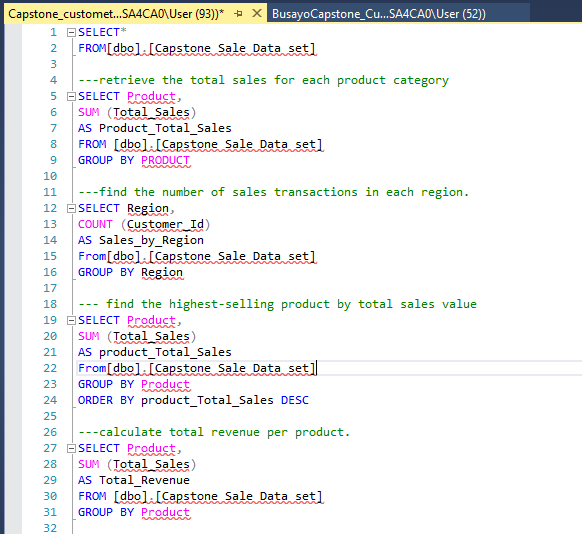 Capstone_customet...SA4CA0\User (93))* BusayoCapstone_Cu...SA4CA0\User (52))
1 SELECT*
2 FROM[dbo].[Capstone Sale Data set]
3
4 ---retrieve the total sales for each product category
5 SELECT Product,
6 SUM (Total_Sales)
7 AS Product_Total_Sales
8 FROM [dbo].[Capstone Sale Data set]
9 GROUP BY PRODUCT
10
11 ---find the number of sales transactions in each region.
12 SELECT Region,
13 COUNT (Customer_Id)
14 AS Sales_by_Region
15 From[dbo].[Capstone Sale Data set]
16 GROUP BY Region
17
18 --- find the highest-selling product by total sales value
19 SELECT Product,
20 SUM (Total_Sales)
21 AS product_Total_Sales
22 From[dbo].[Capstone Sale Data set]
23 GROUP BY Product
24 ORDER BY product_Total_Sales DESC
25
26 ---calculate total revenue per product.
27 SELECT Product,
28 SUM (Total_Sales)
29 AS Total_Revenue
30 FROM [dbo].[Capstone Sale Data set]
31 GROUP BY Product
32